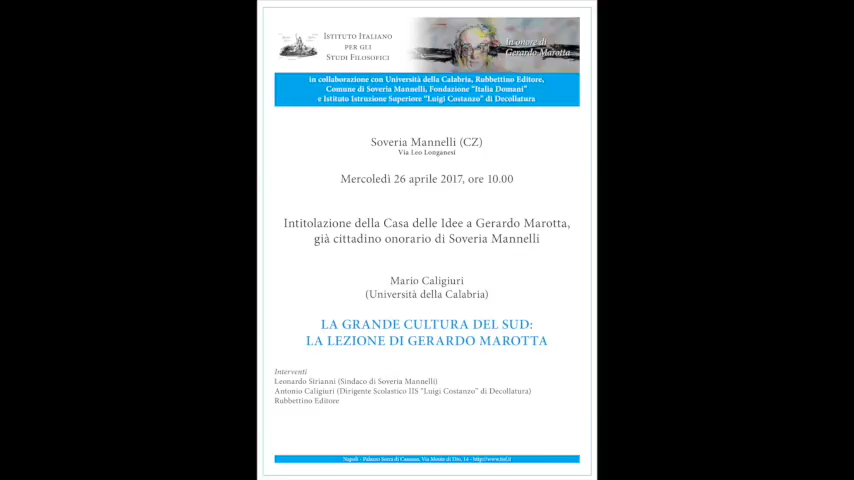 Istituto Italiano
per gli
Studi Filosofici
In onore di
Gerardo Marotta
in collaborazione con Università della Calabria, Rubbettino Editore,
Comune di Soveria Mannelli, Fondazione "Italia Domani"
e Istituto Istruzione Superiore "Luigi Costanzo" di Decollatura
Soveria Mannelli (CZ)
Via Leo Longanesi
Mercoledì 26 aprile 2017, ore 10.00
Intitolazione della Casa delle Idee a Gerardo Marotta,
già cittadino onorario di Soveria Mannelli
Mario Caligiuri
(Università della Calabria)
LA GRANDE CULTURA DEL SUD:
LA LEZIONE DI GERARDO MAROTTA
Interventi
Leonardo Sirianni (Sindaco di Soveria Mannelli)
Antonio Caligiuri (Dirigente Scolastico IIS "Luigi Costanzo" di Decollatura)
Rubbettino Editore
Napoli - Palazzo Serra di Cassano, Via Monte di Dio, 14 - http://www.iisf.it